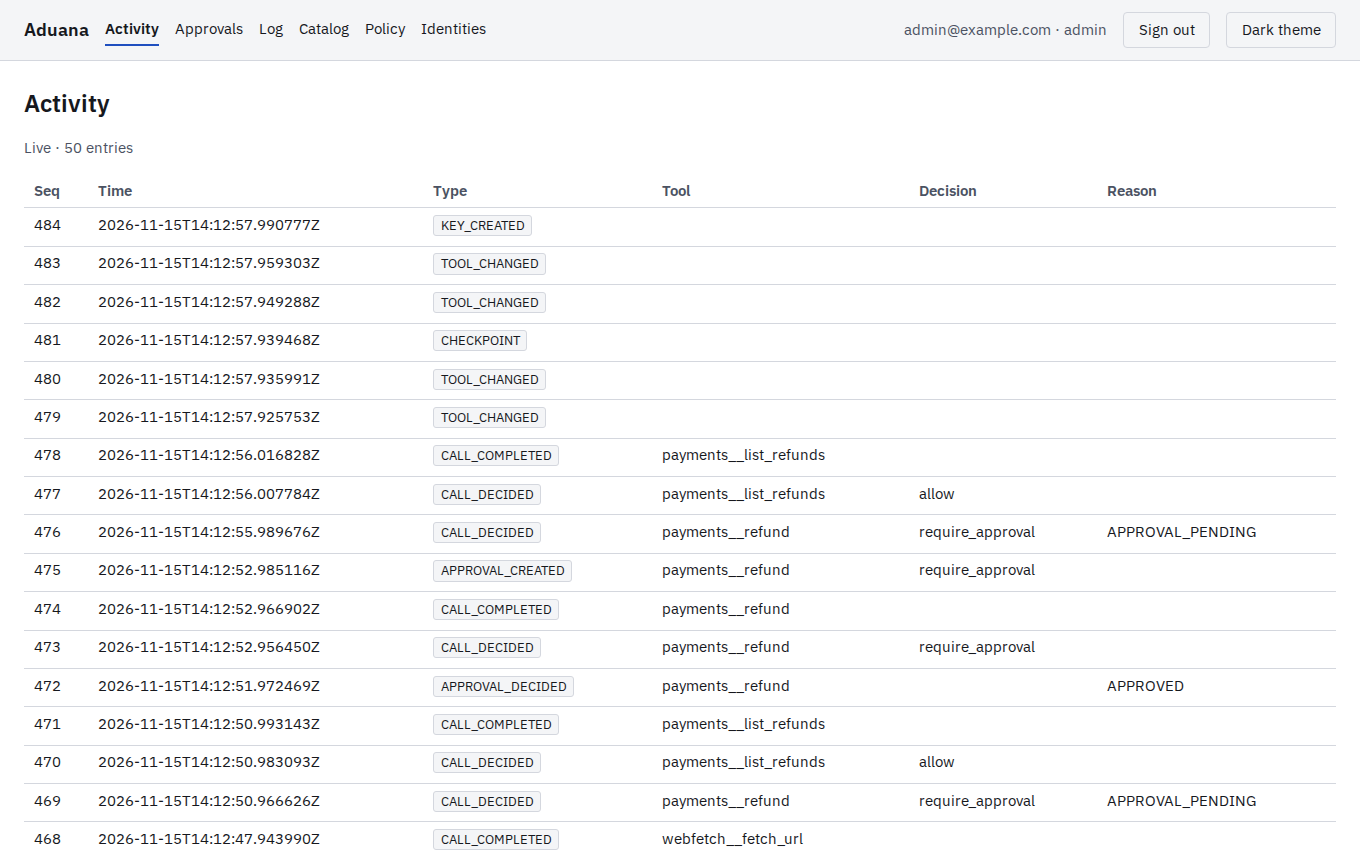 Aduana Activity Approvals Log Catalog Policy Identities admin@example.com · admin Sign out Dark theme
Activity
Live · 50 entries
Seq Time Type Tool Decision Reason
484 2026-11-15T14:12:57.990777Z KEY_CREATED
483 2026-11-15T14:12:57.959303Z TOOL_CHANGED
482 2026-11-15T14:12:57.949288Z TOOL_CHANGED
481 2026-11-15T14:12:57.939468Z CHECKPOINT
480 2026-11-15T14:12:57.935991Z TOOL_CHANGED
479 2026-11-15T14:12:57.925753Z TOOL_CHANGED
478 2026-11-15T14:12:56.016828Z CALL_COMPLETED payments__list_refunds
477 2026-11-15T14:12:56.007784Z CALL_DECIDED payments__list_refunds allow
476 2026-11-15T14:12:55.989676Z CALL_DECIDED payments__refund require_approval APPROVAL_PENDING
475 2026-11-15T14:12:52.985116Z APPROVAL_CREATED payments__refund require_approval
474 2026-11-15T14:12:52.966902Z CALL_COMPLETED payments__refund
473 2026-11-15T14:12:52.956450Z CALL_DECIDED payments__refund require_approval
472 2026-11-15T14:12:51.972469Z APPROVAL_DECIDED payments__refund APPROVED
471 2026-11-15T14:12:50.993143Z CALL_COMPLETED payments__list_refunds
470 2026-11-15T14:12:50.983093Z CALL_DECIDED payments__list_refunds allow
469 2026-11-15T14:12:50.966626Z CALL_DECIDED payments__refund require_approval APPROVAL_PENDING
468 2026-11-15T14:12:47.943990Z CALL_COMPLETED webfetch__fetch_url